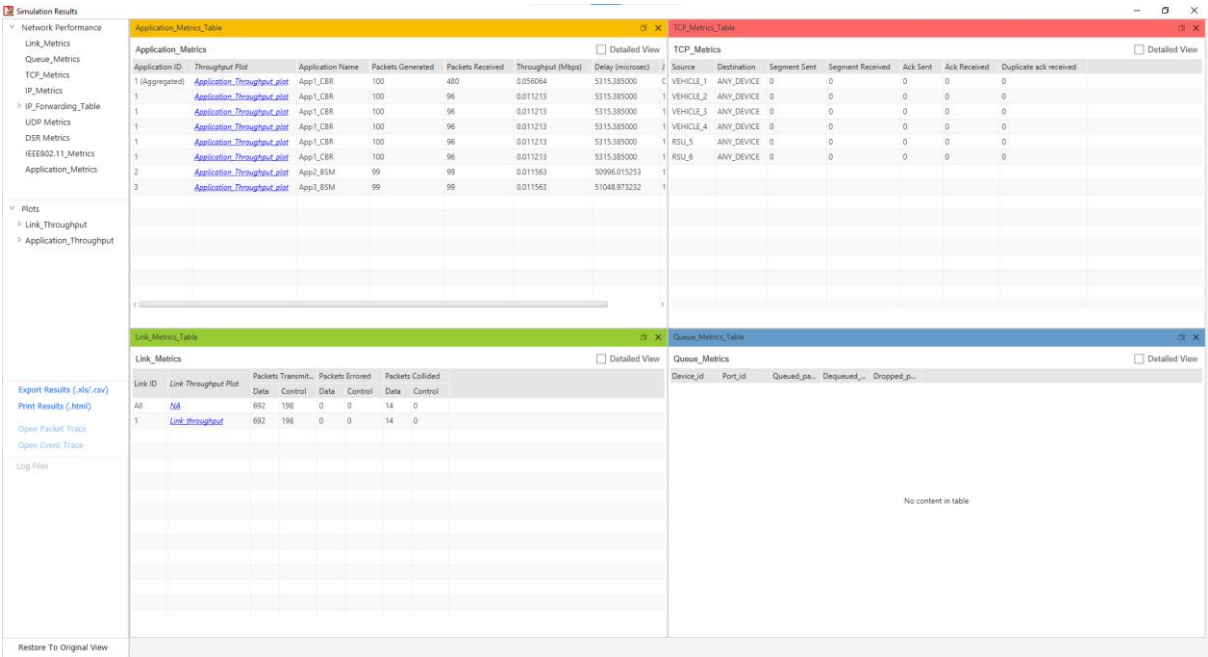 Simulation Results
Network Performance
Link_Metrics
Queue_Metrics
TCP_Metrics
IP_Metrics
IP_Forwarding_Table
UDP Metrics
DSR Metrics
IEEE802.11_Metrics
Application_Metrics
Plots
Link_Throughput
Application_Throughput
Export Results (.xls/.csv)
Print Results (.html)
Open Packet Trace
Open Event Trace
Log Files
Restore To Original View
Application_Metrics_Table
Application_Metrics Detailed View
Application ID Throughput Plot Application Name Packets Generated Packets Received Throughput (Mbps) Delay (microsec)
1 (Aggregated) Application_Throughput_plot App1_CBR 100 480 0.056064 5315.385000
1 Application_Throughput_plot App1_CBR 100 96 0.011213 5315.385000 1
1 Application_Throughput_plot App1_CBR 100 96 0.011213 5315.385000 1
1 Application_Throughput_plot App1_CBR 100 96 0.011213 5315.385000 1
1 Application_Throughput_plot App1_CBR 100 96 0.011213 5315.385000 1
1 Application_Throughput_plot App1_CBR 100 96 0.011213 5315.385000 1
2 Application_Throughput_plot App2_BSM 99 99 0.011563 50996.015253 1
3 Application_Throughput_plot App3_BSM 99 99 0.011563 51048.973232 1
TCP_Metrics_Table
TCP_Metrics Detailed View
Source Destination Segment Sent Segment Received Ack Sent Ack Received Duplicate ack received
VEHICLE_1 ANY_DEVICE 0 0 0 0 0
VEHICLE_2 ANY_DEVICE 0 0 0 0 0
VEHICLE_3 ANY_DEVICE 0 0 0 0 0
VEHICLE_4 ANY_DEVICE 0 0 0 0 0
RSU_5 ANY_DEVICE 0 0 0 0 0
RSU_6 ANY_DEVICE 0 0 0 0 0
Link_Metrics_Table
Link_Metrics Detailed View
Link ID Link Throughput Plot Packets Transmit... Packets Errored Packets Collided
Data Control Data Control Data Control
All NA 692 198 0 0 14 0
1 Link_throughput 692 198 0 0 14 0
Queue_Metrics_Table
Queue_Metrics Detailed View
Device_id Port_id Queued_pa... Dequeued_... Dropped_p...
No content in table